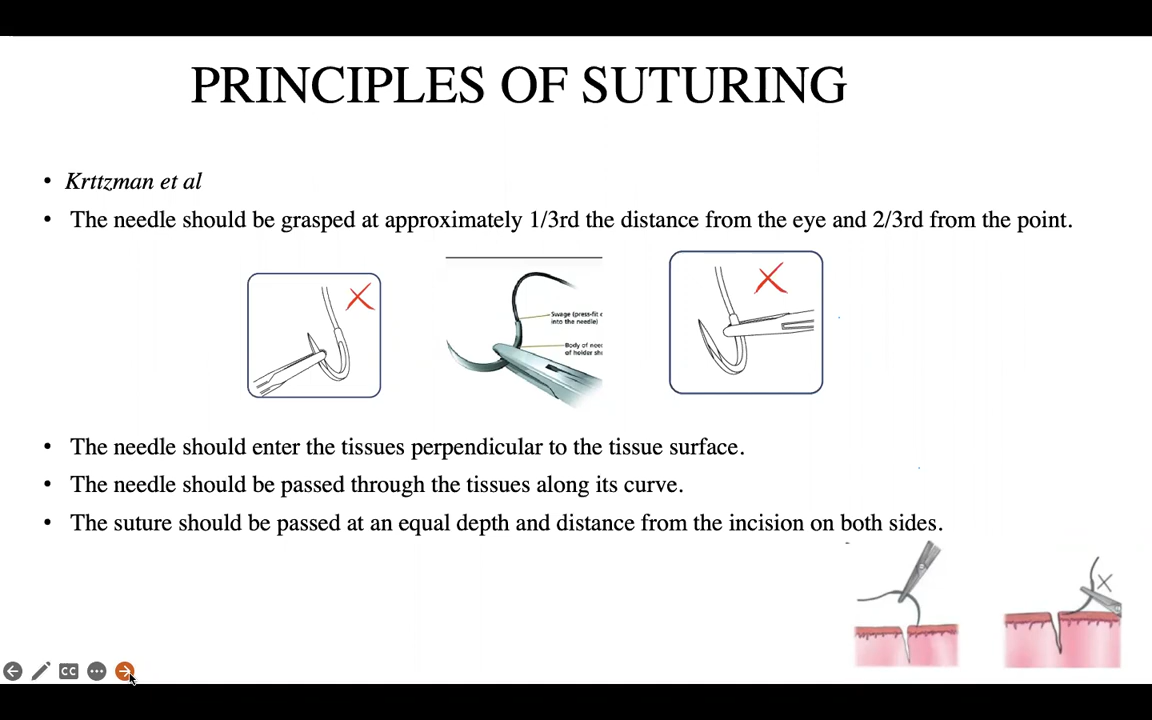 PRINCIPLES OF SUTURING
• Krttzman et al
• The needle should be grasped at approximately 1/3rd the distance from the eye and 2/3rd from the point.
Swage (press-fit
into the needle)
Body of
of holder
• The needle should enter the tissues perpendicular to the tissue surface.
• The needle should be passed through the tissues along its curve.
• The suture should be passed at an equal depth and distance from the incision on both sides.
CC